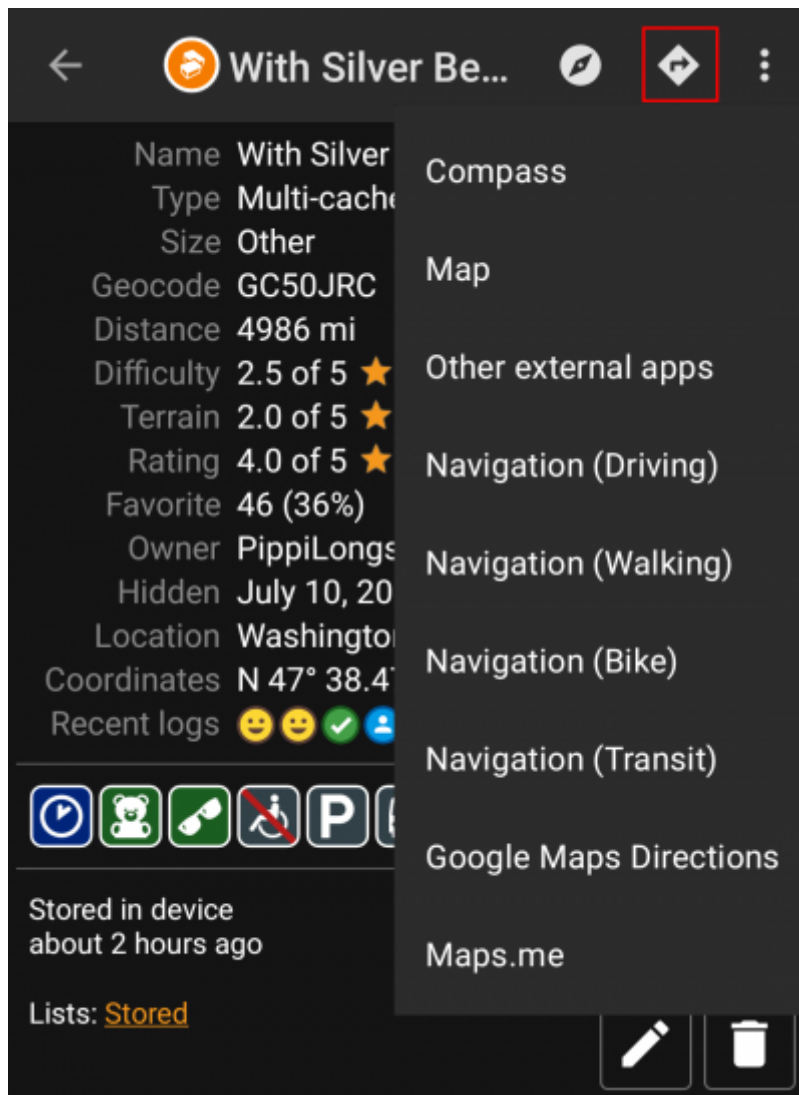 With Silver Be...
Name With Silver
Type Multi-cache
Size Other
Geocode GC50JRC
Distance 4986 mi
Difficulty 2.5 of 5
Terrain 2.0 of 5
Rating 4.0 of 5
Favorite 46 (36%)
Owner PippiLongs
Hidden July 10, 20
Location Washington
Coordinates N 47° 38.4
Recent logs
P
Stored in device
about 2 hours ago
Lists: Stored
Compass
Map
Other external apps
Navigation (Driving)
Navigation (Walking)
Navigation (Bike)
Navigation (Transit)
Google Maps Directions
Maps.me